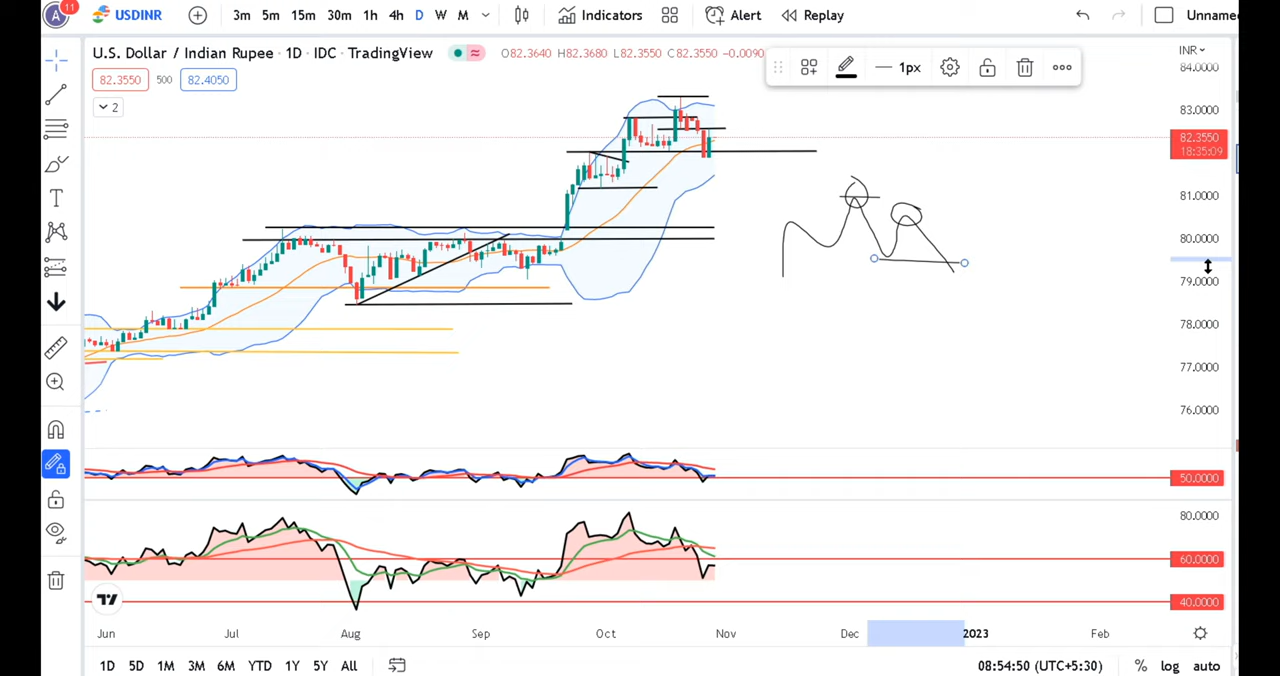 A 11 USDINR 3m 5m 15m 30m 1h 4h D W M Indicators Alert Replay Unname
U.S. Dollar / Indian Rupee · 1D · IDC · TradingView O82.3640 H82.3680 L82.3550 C82.3550 −0.0090
1px
INR
82.3550 500 82.4050
2
84.0000
83.0000
82.3550
18:35:09
81.0000
80.0000
79.0000
78.0000
77.0000
76.0000
50.0000
80.0000
60.0000
40.0000
Jun Jul Aug Sep Oct Nov Dec 2023 Feb
1D 5D 1M 3M 6M YTD 1Y 5Y All 08:54:50 (UTC+5:30) % log auto